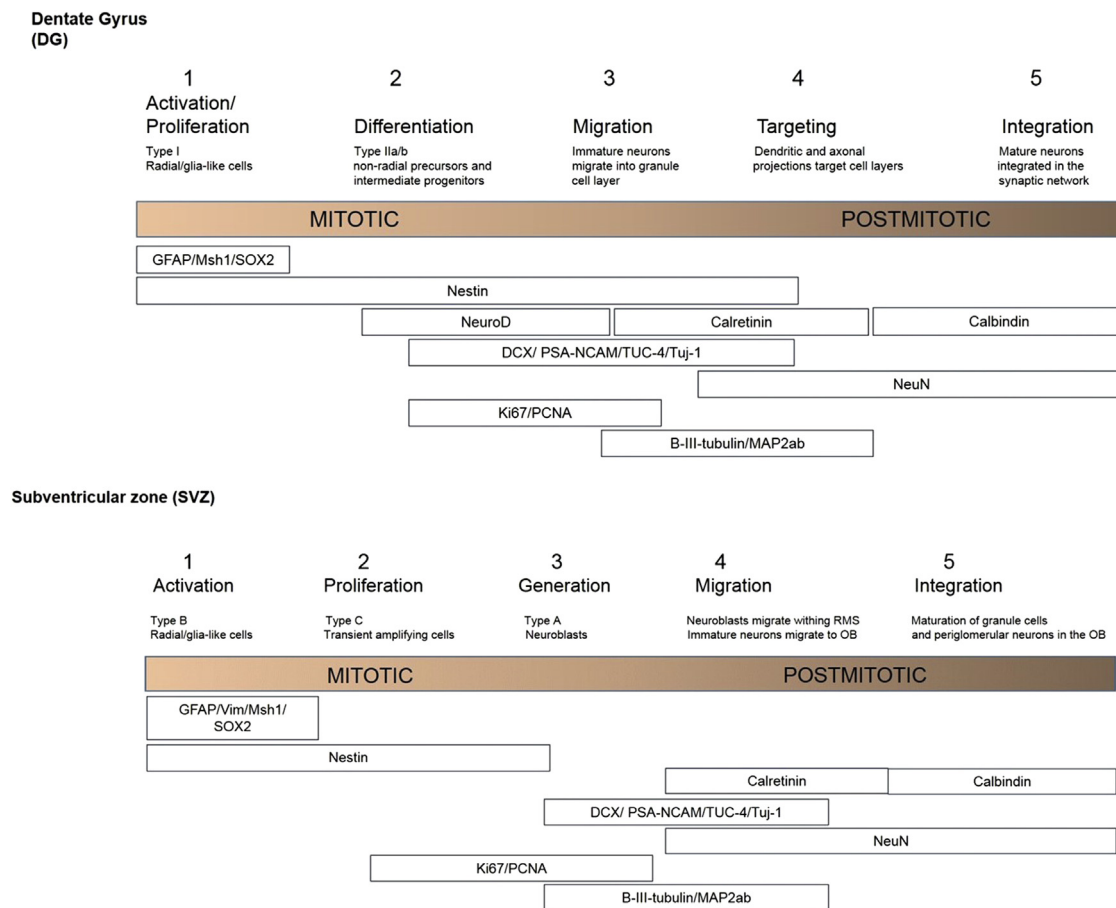 Dentate Gyrus
(DG)
1
Activation/
Proliferation
Type I
Radial/glia-like cells
2
Differentiation
Type IIa/b
non-radial precursors and
intermediate progenitors
3
Migration
Immature neurons
migrate into granule
cell layer
4
Targeting
Dendritic and axonal
projections target cell layers
5
Integration
Mature neurons
integrated in the
synaptic network
MITOTIC
POSTMITOTIC
GFAP/Msh1/SOX2
Nestin
NeuroD
Calretinin
Calbindin
DCX/ PSA-NCAM/TUC-4/Tuj-1
NeuN
Ki67/PCNA
B-III-tubulin/MAP2ab
Subventricular zone (SVZ)
1
Activation
Type B
Radial/glia-like cells
2
Proliferation
Type C
Transient amplifying cells
3
Generation
Type A
Neuroblasts
4
Migration
Neuroblasts migrate withing RMS
Immature neurons migrate to OB
5
Integration
Maturation of granule cells
and periglomerular neurons in the OB
MITOTIC
POSTMITOTIC
GFAP/Vim/Msh1/
SOX2
Nestin
Calretinin
Calbindin
DCX/ PSA-NCAM/TUC-4/Tuj-1
NeuN
Ki67/PCNA
B-III-tubulin/MAP2ab